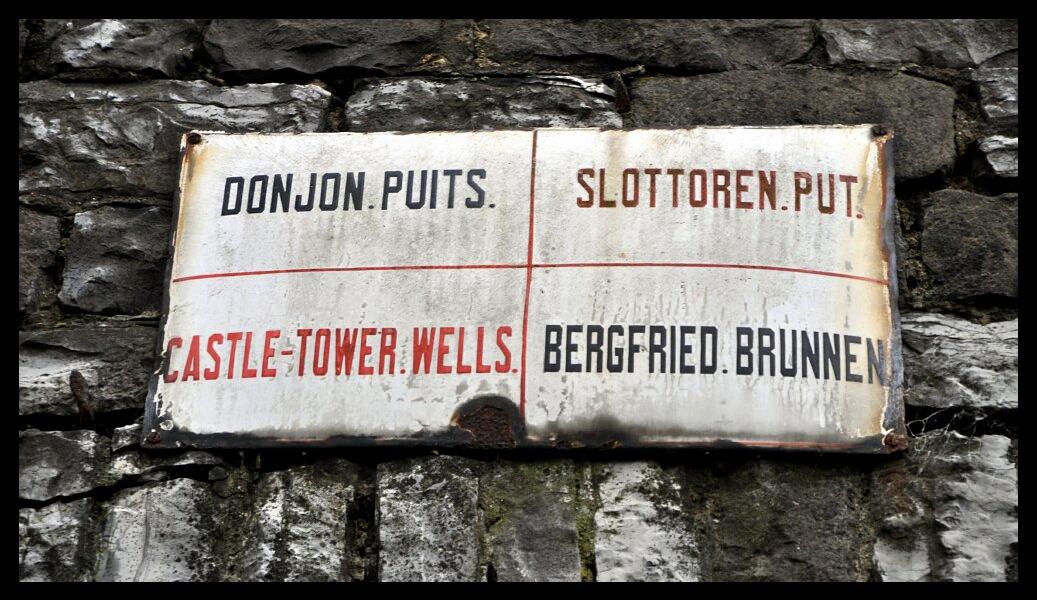 DONJON.PUITS.
SLOTTOREN.PUT.
CASTLE-TOWER.WELLS.
BERGFRIED.BRUNNEN